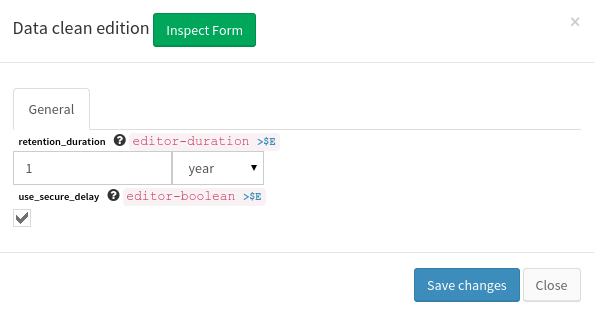 Data clean edition Inspect Form ×
General
retention_duration ? editor-duration >$E
1 year
use_secure_delay ? editor-boolean >$E
Save changes Close